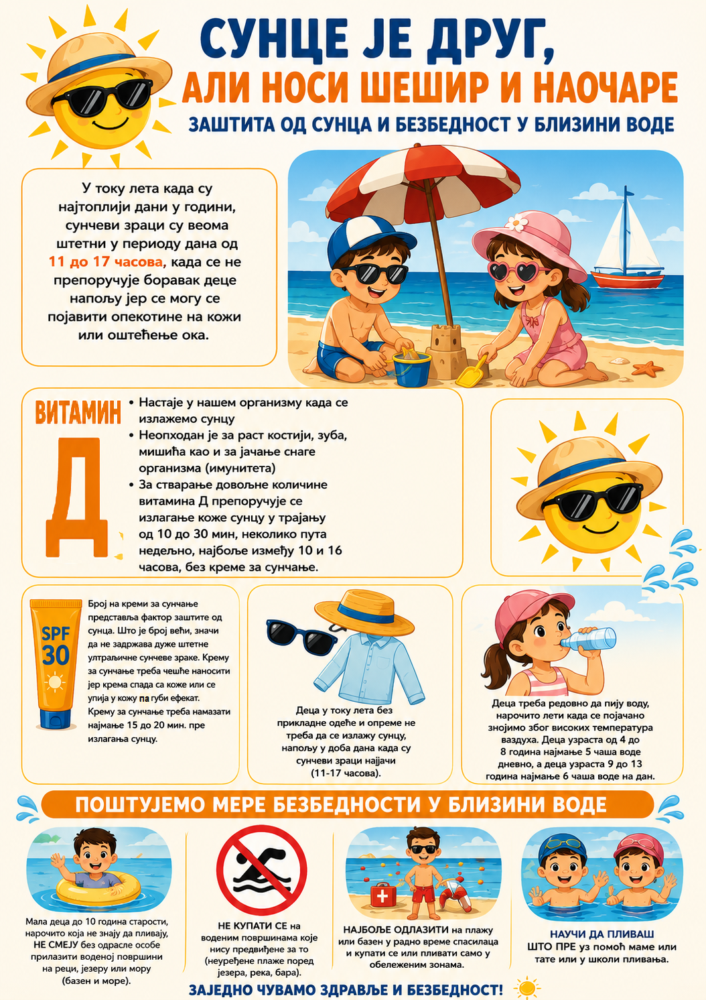 СУНЦЕ ЈЕ ДРУГ,
АЛИ НОСИ ШЕШИР И НАОЧАРЕ
ЗАШТИТА ОД СУНЦА И БЕЗБЕДНОСТ У БЛИЗИНИ ВОДЕ
У току лета када су
најтоплији дани у години,
сунчеви зраци су веома
штетни у периоду дана од
11 до 17 часова, када се не
препоручује боравак деце
напољу јер се могу се
појавити опекотине на кожи
или оштећење ока.
ВИТАМИН
Д
• Настаје у нашем организму када се
излажемо сунцу
• Неопходан је за раст костији, зуба,
мишића као и за јачање снаге
организма (имунитета)
• За стварање довољне количине
витамина Д препоручује се
излагање коже сунцу у трајању
од 10 до 30 мин, неколико пута
недељно, најбоље између 10 и 16
часова, без креме за сунчање.
SPF
30
Број на креми за сунчање
представља фактор заштите од
сунца. Што је број већи, значи
да не задржава дуже штетне
ултраљичне сунчеве зраке. Крему
за сунчање треба чешће наносити
јер крема спада са коже или се
упија у кожу па губи ефекат.
Крему за сунчање треба намазати
најмање 15 до 20 мин. пре
излагања сунцу.
Деца у току лета без
прикладне одеће и опреме не
треба да се излажу сунцу,
напољу у доба дана када су
сунчеви зраци најјачи
(11-17 часова).
Деца треба редовно да пију воду,
нарочито лети када се појачано
знојимо због високих температура
ваздуха. Деца узраста од 4 до
8 година најмање 5 чаша воде
дневно, а деца узраста 9 до 13
година најмање 6 чаша воде на дан.
ПОШТУЈЕМО МЕРЕ БЕЗБЕДНОСТИ У БЛИЗИНИ ВОДЕ
Мала деца до 10 година старости,
нарочито која не знају да пливају,
НЕ СМЕЈУ без одрасле особе
прилазити воденој површини
на реци, језеру или мору
(базен и море).
НЕ КУПАТИ СЕ на
воденим површинама које
нису предвиђене за то
(неуређене плаже поред
језера, река, бара).
НАЈБОЉЕ ОДЛАЗИТИ на плажу
или базен у радно време спасилаца
и купати се или пливати само у
обележеним зонама.
НАУЧИ ДА ПЛИВАШ
ШТО ПРЕ уз помоћ маме или
тате или у школи пливања.
ЗАЈЕДНО ЧУВАМО ЗДРАВЉЕ И БЕЗБЕДНОСТ!